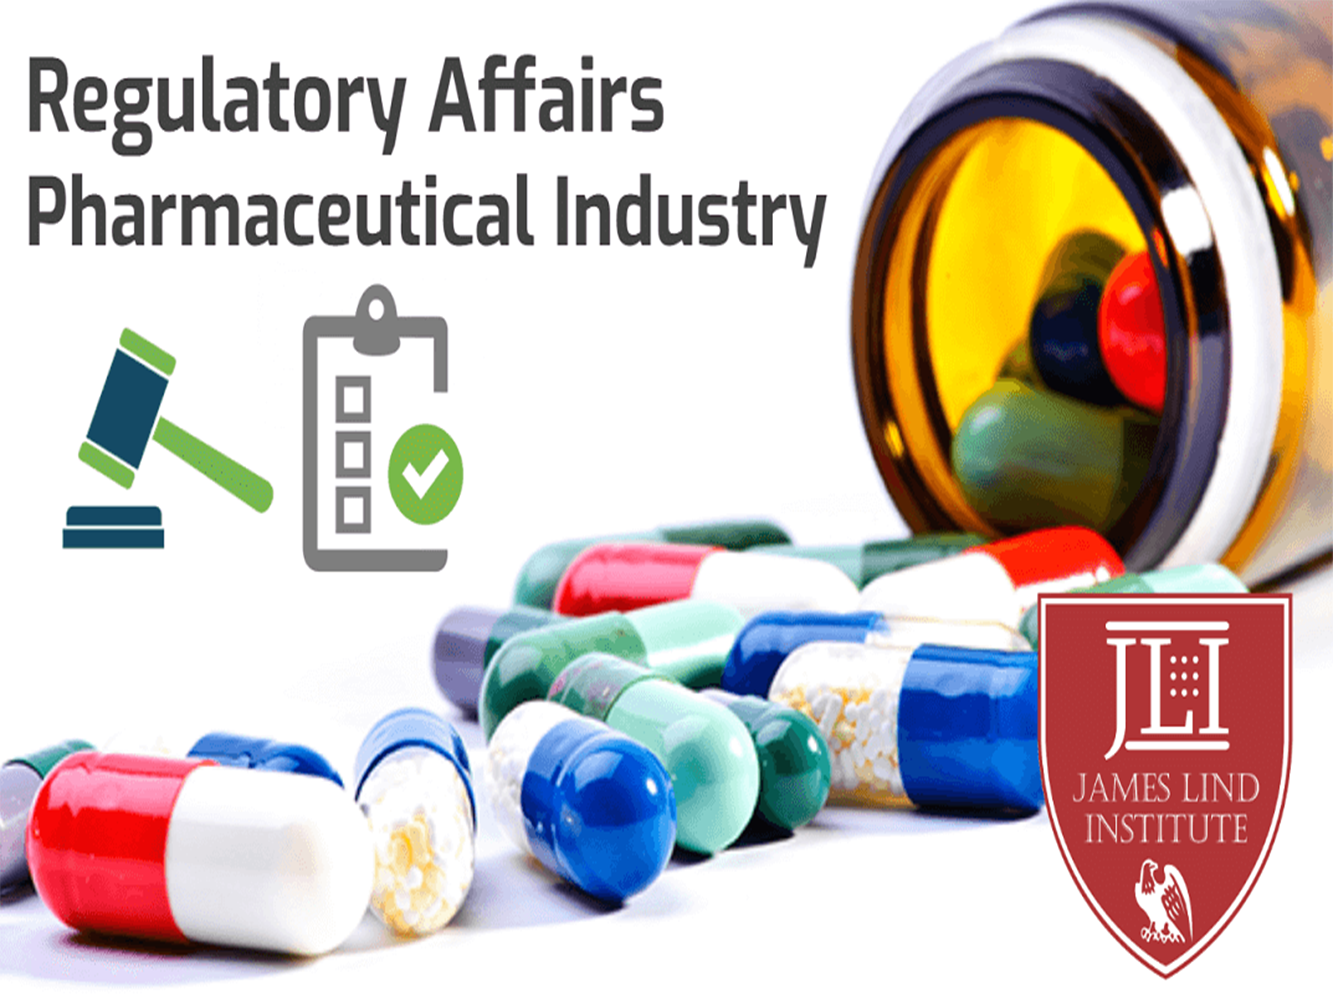 Regulatory Affairs
Pharmaceutical Industry
JLI
JAMES LIND
INSTITUTE